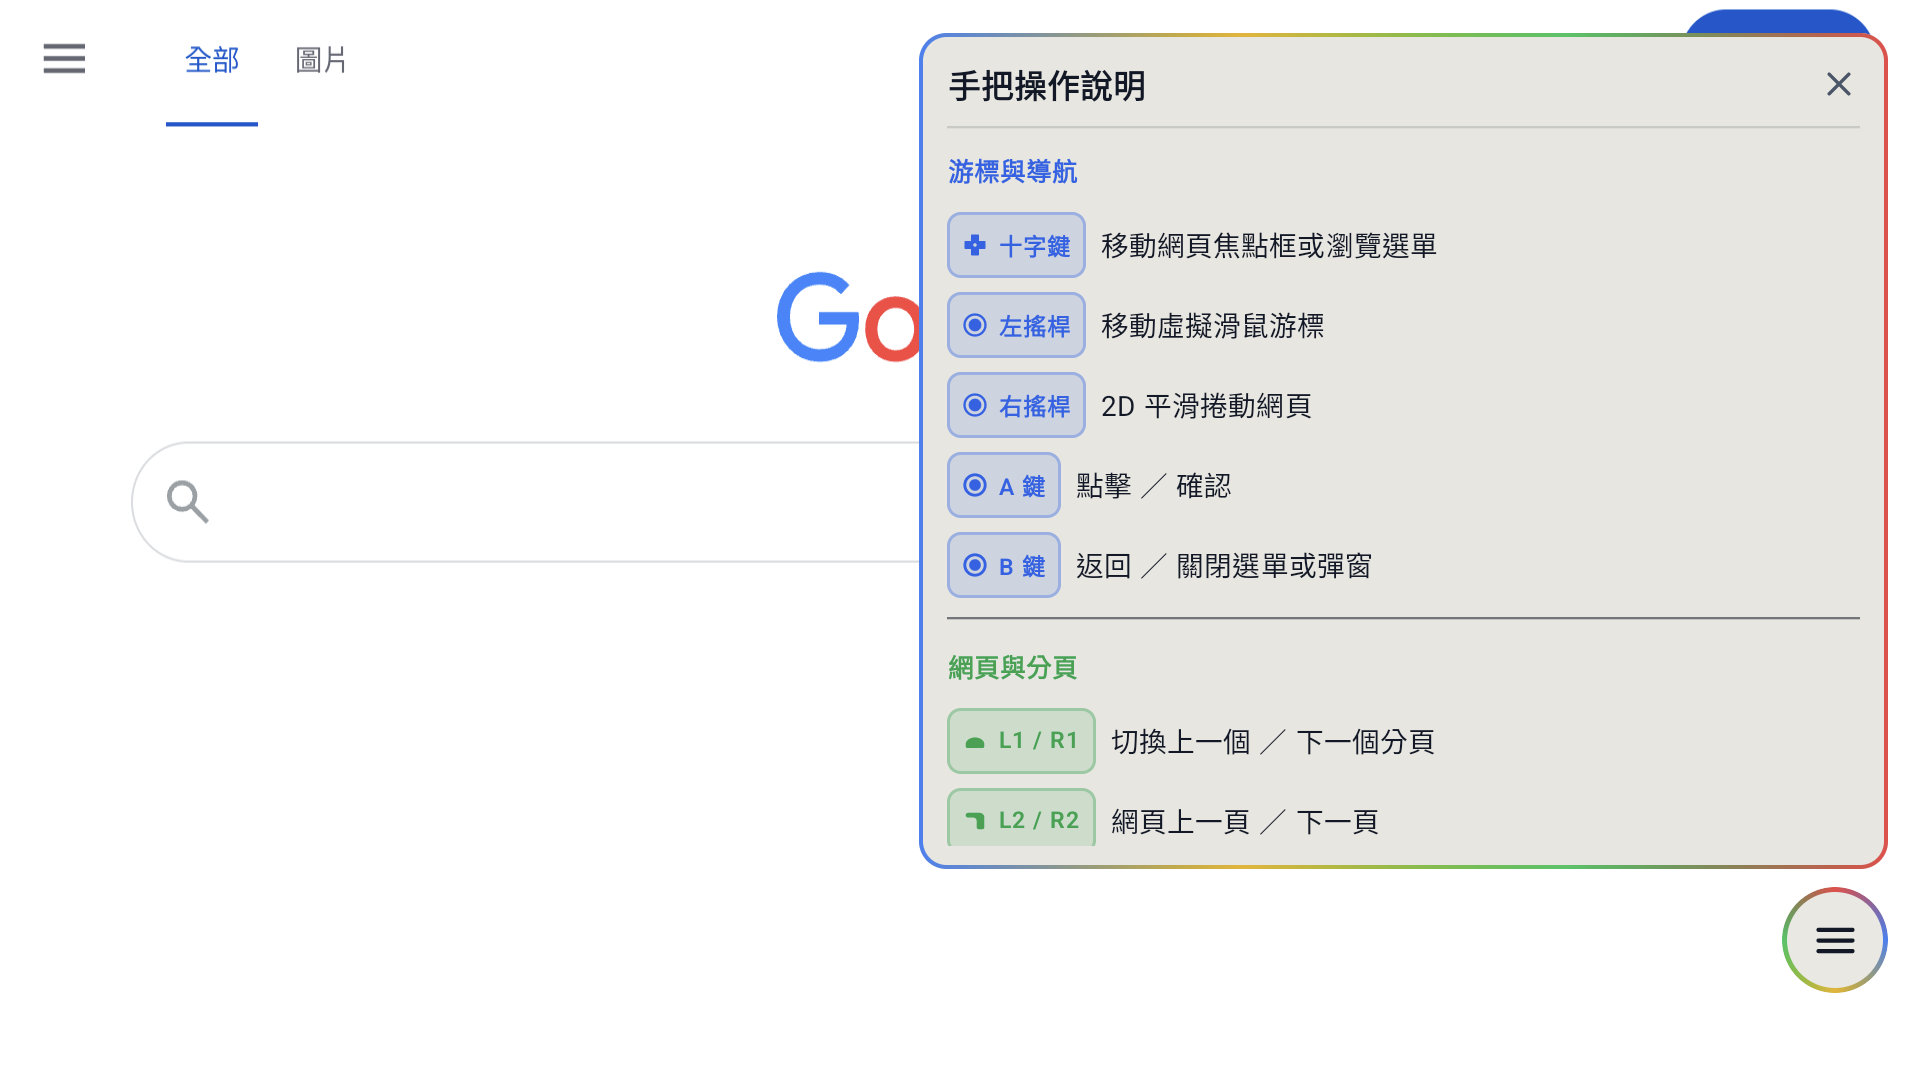 全部
圖片
Go
手把操作說明
游標與導航
十字鍵 移動網頁焦點框或瀏覽選單
左搖桿 移動虛擬滑鼠游標
右搖桿 2D 平滑捲動網頁
A 鍵 點擊 ／ 確認
B 鍵 返回 ／ 關閉選單或彈窗
網頁與分頁
L1 / R1 切換上一個 ／ 下一個分頁
L2 / R2 網頁上一頁 ／ 下一頁